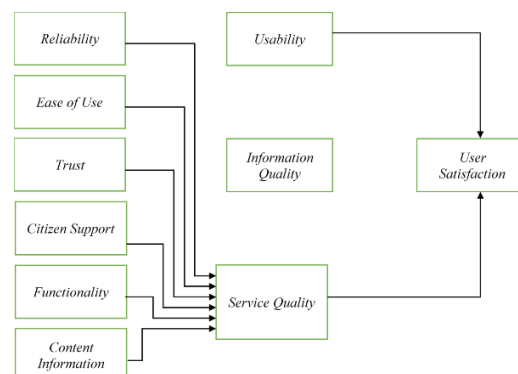 Reliability
Usability
Ease of Use
Trust
Information
Quality
User
Satisfaction
Citizen Support
Functionality
Service Quality
Content
Information